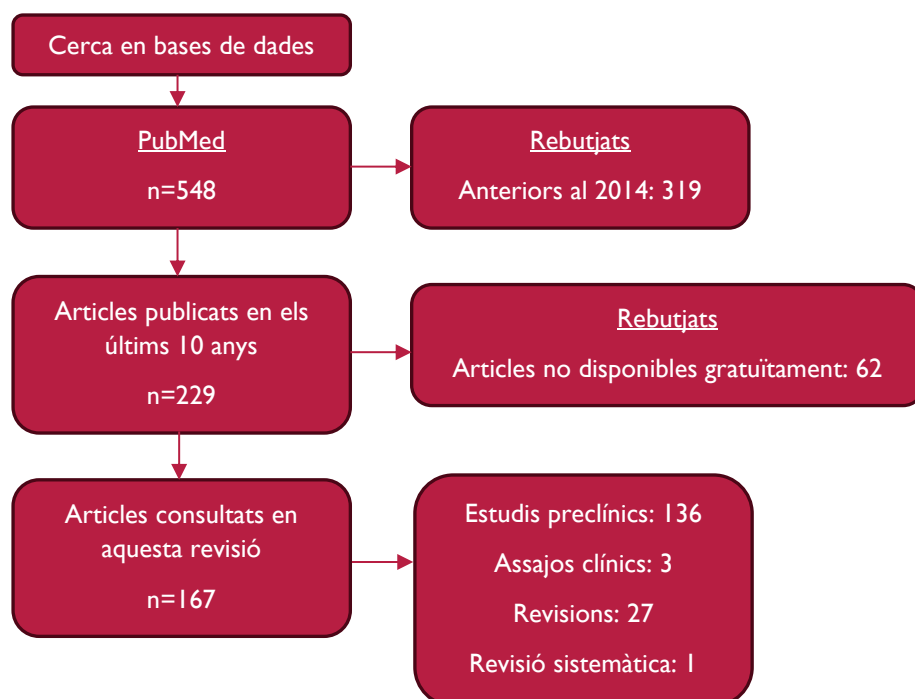 Cerca en bases de dades
PubMed
n=548
Rebutjats
Anteriors al 2014: 319
Articles publicats en els
últims 10 anys
n=229
Rebutjats
Articles no disponibles gratuïtament: 62
Articles consultats en
aquesta revisió
n=167
Estudis preclínics: 136
Assajos clínics: 3
Revisions: 27
Revisió sistemàtica: 1